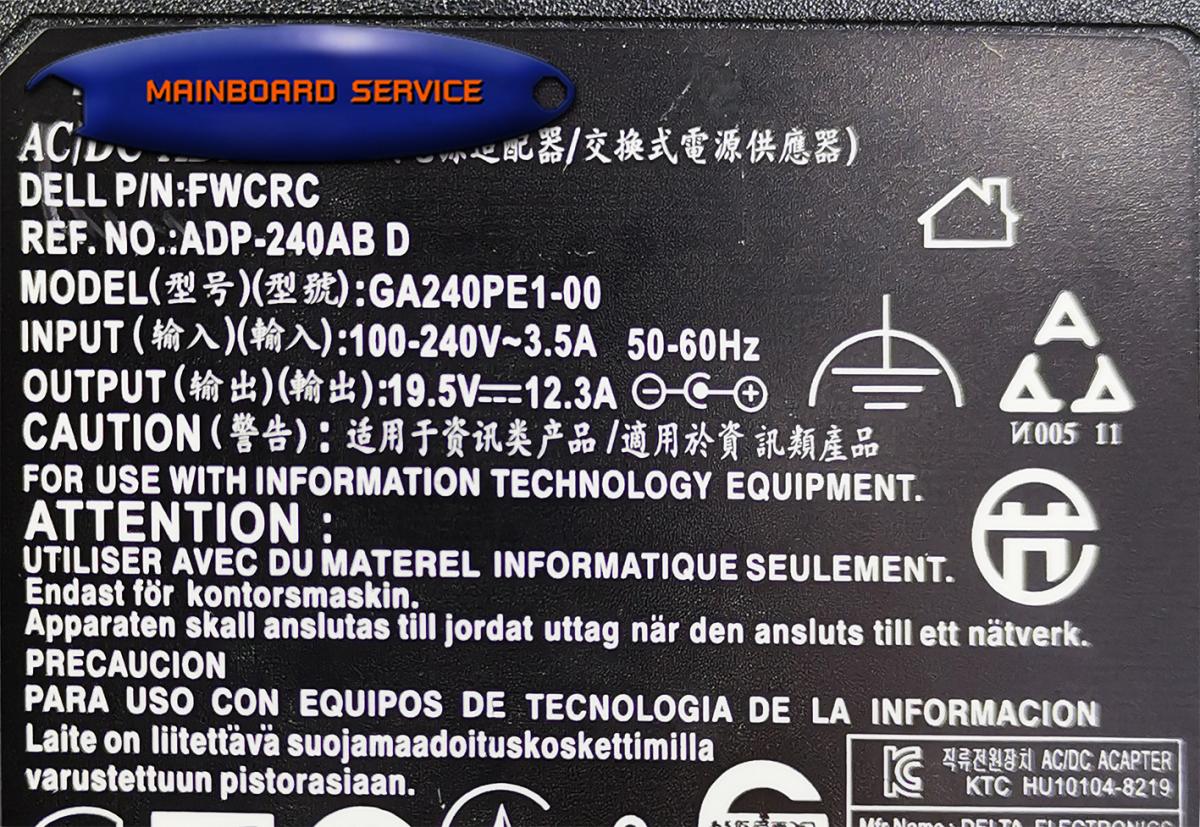 MAINBOARD SERVICE
AC/DC 适配器/交換式電源供應器)
DELL P/N:FWCRC
REF. NO.:ADP-240AB D
MODEL(型号)(型號):GA240PE1-00
INPUT(输入)(輸入):100-240V~3.5A 50-60Hz
OUTPUT(输出)(輸出):19.5V⎓12.3A
CAUTION(警告): 适用于资讯类产品/適用於資訊類產品
И005 11
FOR USE WITH INFORMATION TECHNOLOGY EQUIPMENT.
ATTENTION :
UTILISER AVEC DU MATEREL INFORMATIQUE SEULEMENT.
Endast för kontorsmaskin.
Apparaten skall anslutas till jordat uttag när den ansluts till ett nätverk.
PRECAUCION
PARA USO CON EQUIPOS DE TECNOLOGIA DE LA INFORMACION
Laite on liitettävä suojamaadoituskoskettimilla
varustettuun pistorasiaan.
직류전원장치 AC/DC ACAPTER
KTC HU10104-8219
Mfg Name : DELTA ELECTRONICS